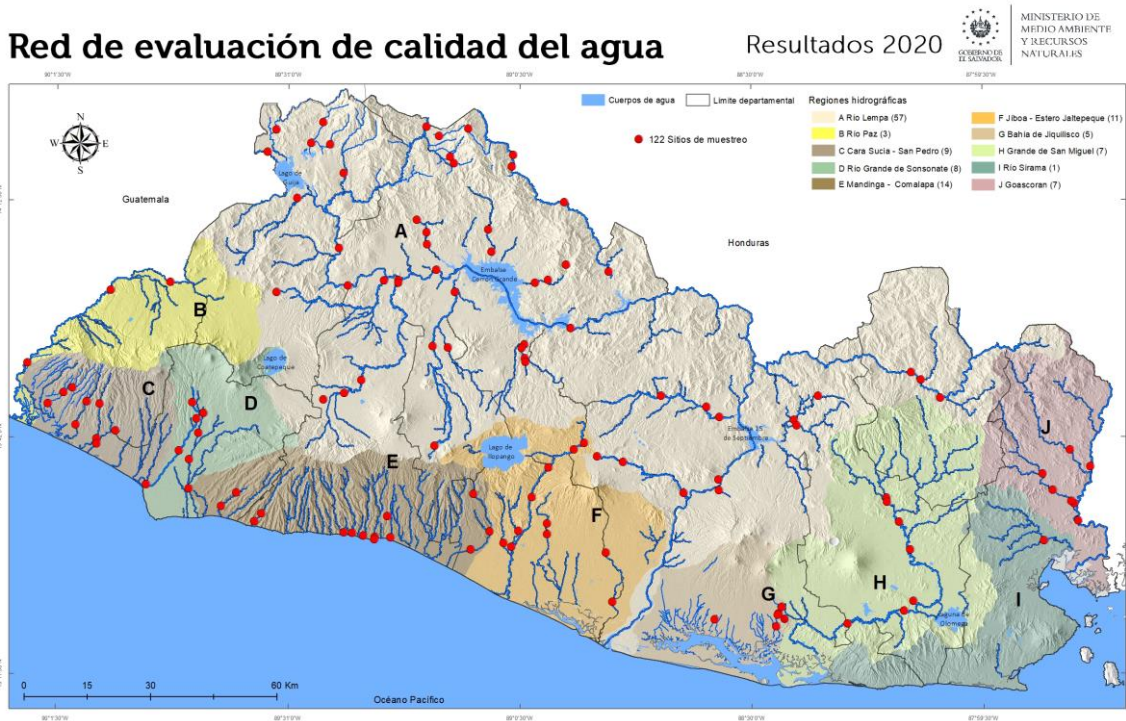 Red de evaluación de calidad del agua
Resultados 2020
GOBIERNO DE
EL SALVADOR
MINISTERIO DE
MEDIO AMBIENTE
Y RECURSOS
NATURALES
N
W
E
S
Cuerpos de agua
Limite departamental
122 Sitios de muestreo
Regiones hidrográficas
A Río Lempa (57)
B Río Paz (3)
C Cara Sucia - San Pedro (9)
D Río Grande de Sonsonate (8)
E Mandinga - Comalapa (14)
F Jiboa - Estero Jaltepeque (11)
G Bahía de Jiquilisco (5)
H Grande de San Miguel (7)
I Río Sirama (1)
J Goascoran (7)
Guatemala
Honduras
Lago de
A
Embalse
B
Lago de
Coatepeque
C
D
Embalse 15
de Septiembre
J
Lago de
Ilopango
E
F
G
H
I
Laguna de
Olomega
0 15 30 60 Km
Océano Pacífico